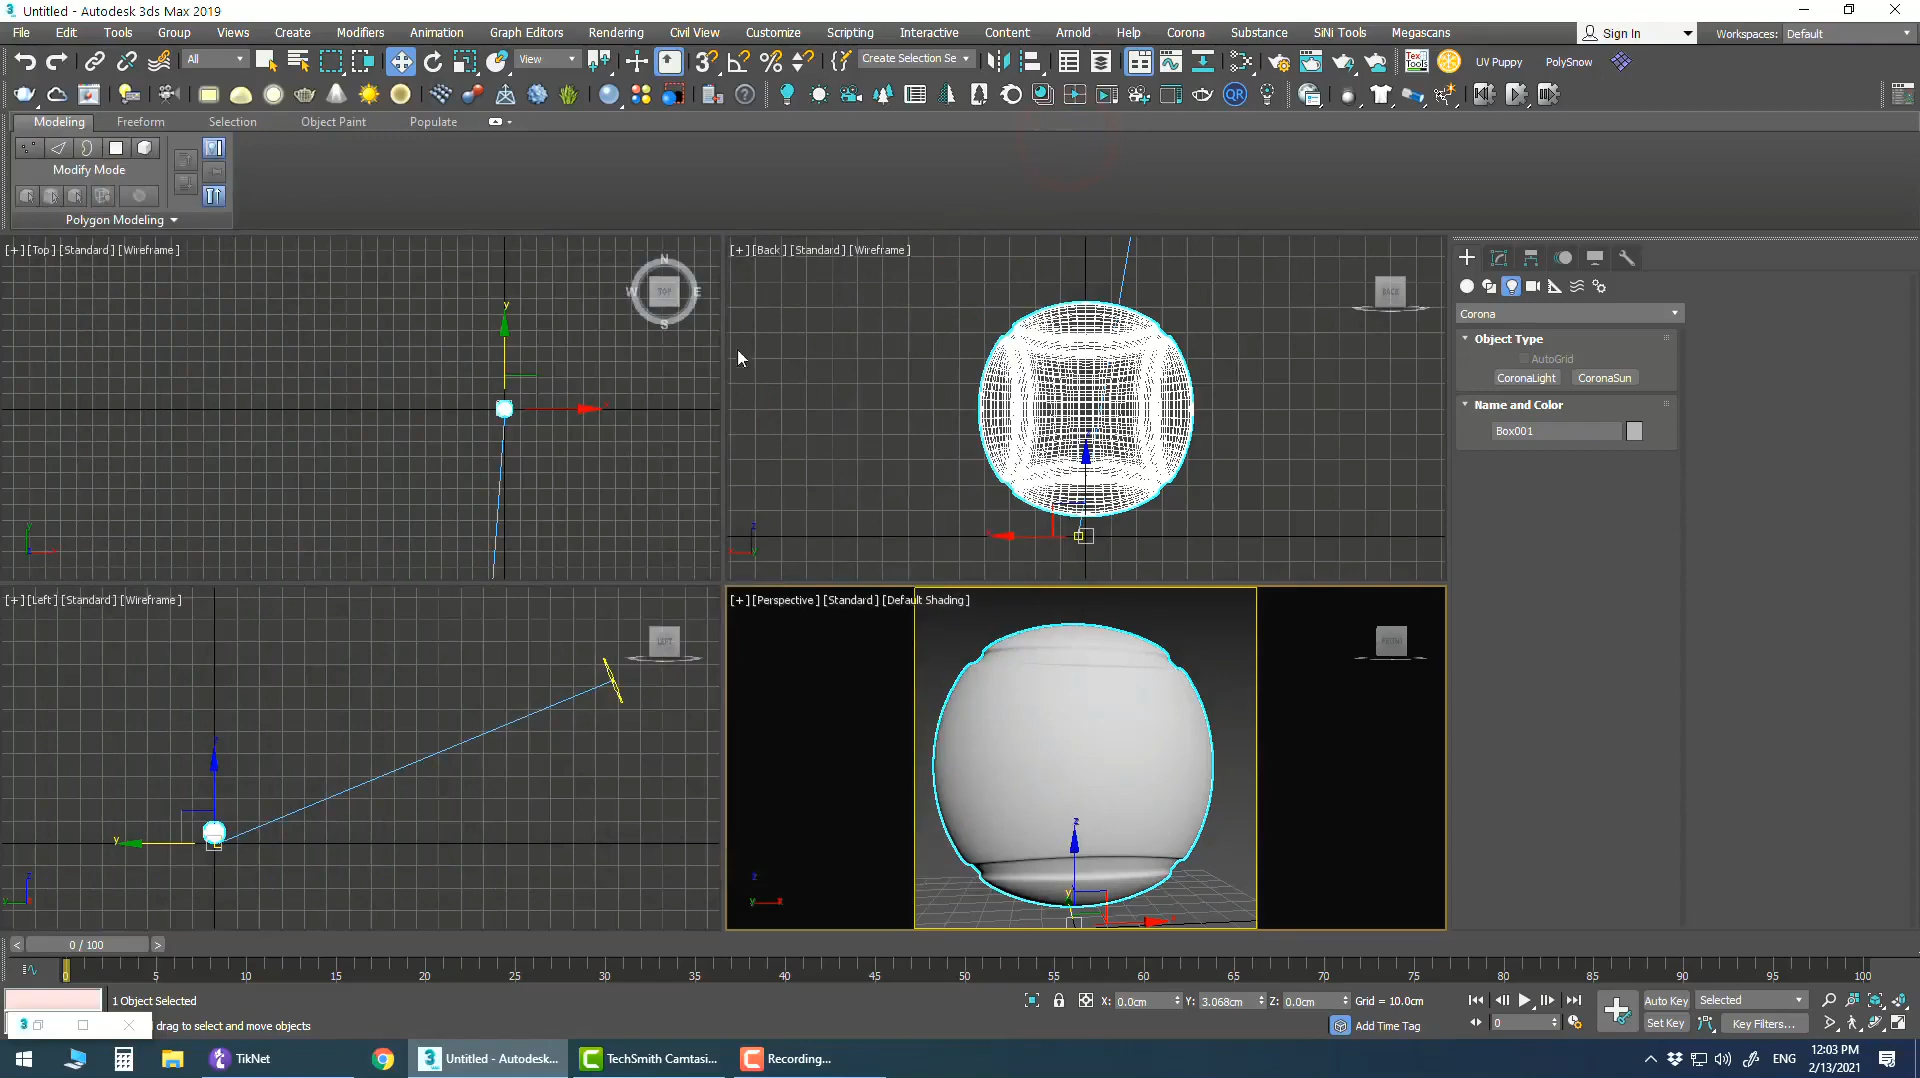 Untitled - Autodesk 3ds Max 2019
File Edit Tools Group Views Create Modifiers Animation Graph Editors Rendering Civil View Customize Scripting Interactive Content Arnold Help Corona Substance SiNi Tools Megascans Sign In Workspaces: Default
All View Create Selection Se UV Puppy PolySnow
Modeling Freeform Selection Object Paint Populate
Modify Mode
Polygon Modeling
[+] [Top] [Standard] [Wireframe]
[+] [Back] [Standard] [Wireframe]
N
W TOP E
S
BACK
y
x
Corona
Object Type
AutoGrid
CoronaLight CoronaSun
Name and Color
Box001
[+] [Left] [Standard] [Wireframe]
[+] [Perspective] [Standard] [Default Shading]
LEFT
FRONT
z
y
z
y
0 / 100
0 5 10 15 20 25 30 35 40 45 50 55 60 65 70 75 80 85 90 95 100
1 Object Selected
X: 0.0cm Y: 3.068cm Z: 0.0cm Grid = 10.0cm
Auto Key Selected
drag to select and move objects
Add Time Tag
0
Set Key Key Filters...
TikNet
Untitled - Autodesk...
TechSmith Camtasi...
Recording...
ENG
12:03 PM
2/13/2021